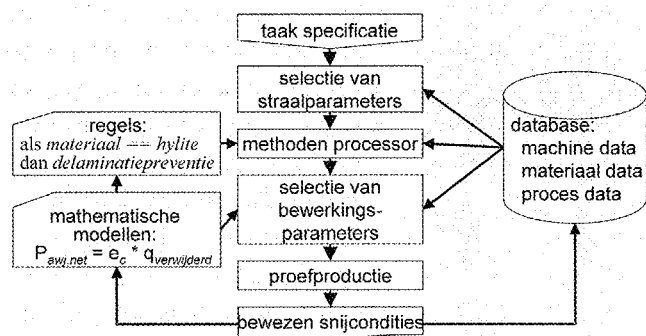 taak specificatie
selectie van
straalparameters
regels:
als materiaal == hylite
dan delaminatiepreventie
methoden processor
database:
machine data
materiaal data
proces data
selectie van
bewerkings-
parameters
mathematische
modellen:
P_awj,net = e_c * q_verwijderd
proefproductie
bewezen snijcondities